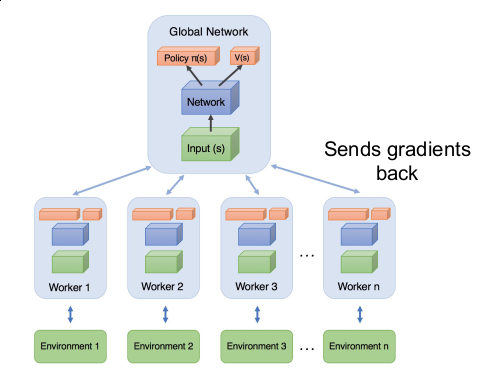 Global Network
Policy π(s)
V(s)
Network
Input (s)
Sends gradients
back
Worker 1
Worker 2
Worker 3
...
Worker n
Environment 1
Environment 2
Environment 3
...
Environment n